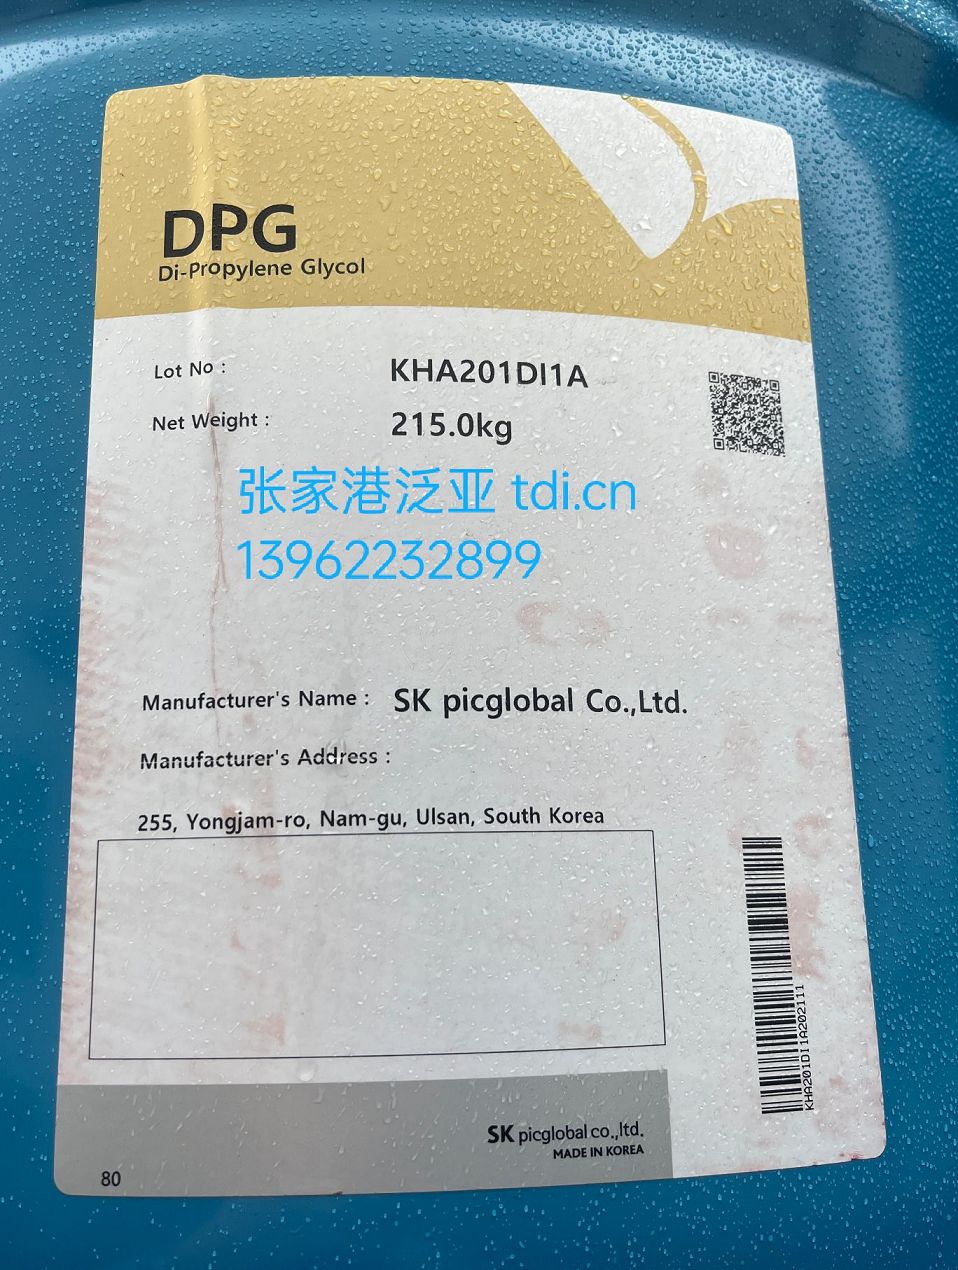 DPG
Di-Propylene Glycol
Lot No : KHA201DI1A
Net Weight : 215.0kg
张家港泛亚 tdi.cn
13962232899
Manufacturer's Name : SK picglobal Co.,Ltd.
Manufacturer's Address :
255, Yongjam-ro, Nam-gu, Ulsan, South Korea
KHA201DI1A202111
SK picglobal co.,ltd.
MADE IN KOREA
80